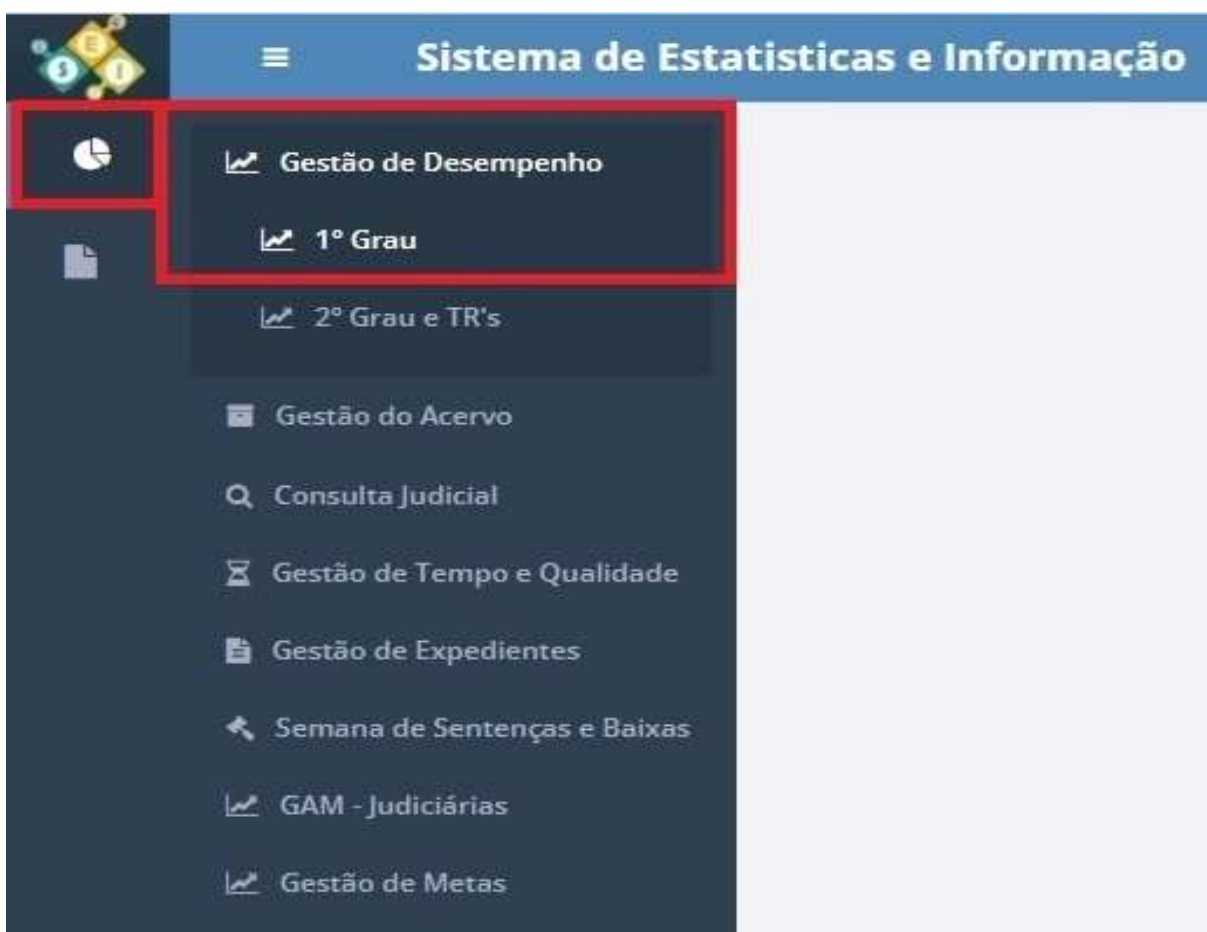 S E S I
Sistema de Estatisticas e Informação
Gestão de Desempenho
1º Grau
2º Grau e TR's
Gestão do Acervo
Consulta Judicial
Gestão de Tempo e Qualidade
Gestão de Expedientes
Semana de Sentenças e Baixas
GAM - Judiciárias
Gestão de Metas